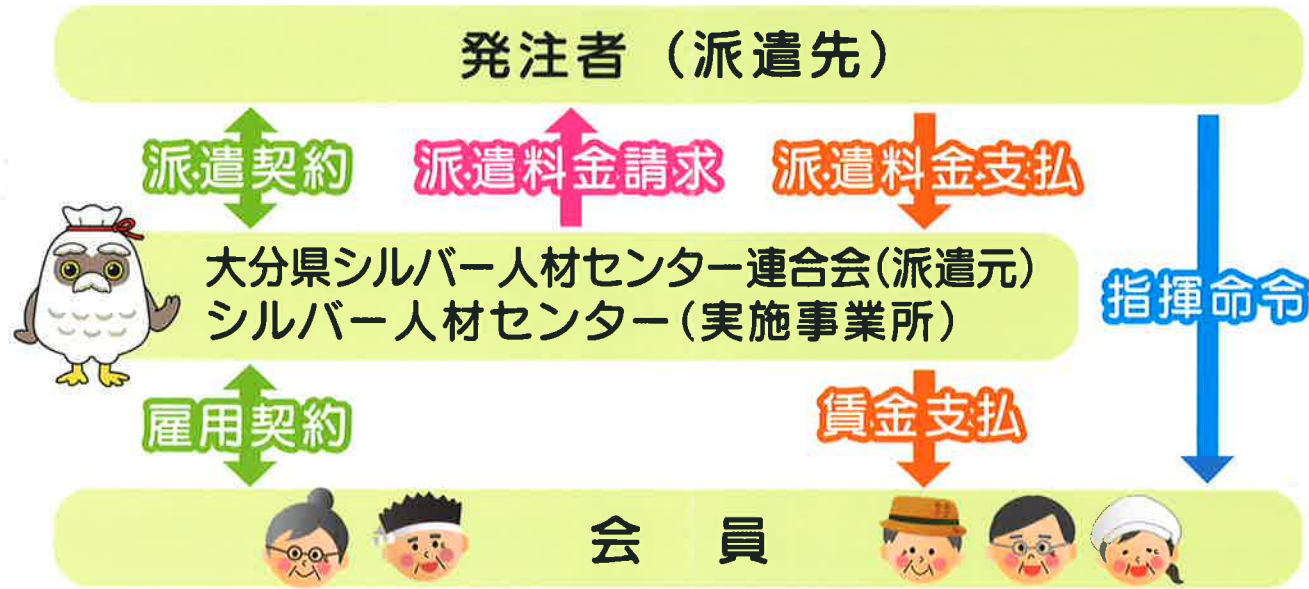 発注者（派遣先）
派遣契約
派遣料金請求
派遣料金支払
指揮命令
大分県シルバー人材センター連合会(派遣元)
シルバー人材センター(実施事業所)
雇用契約
賃金支払
会員